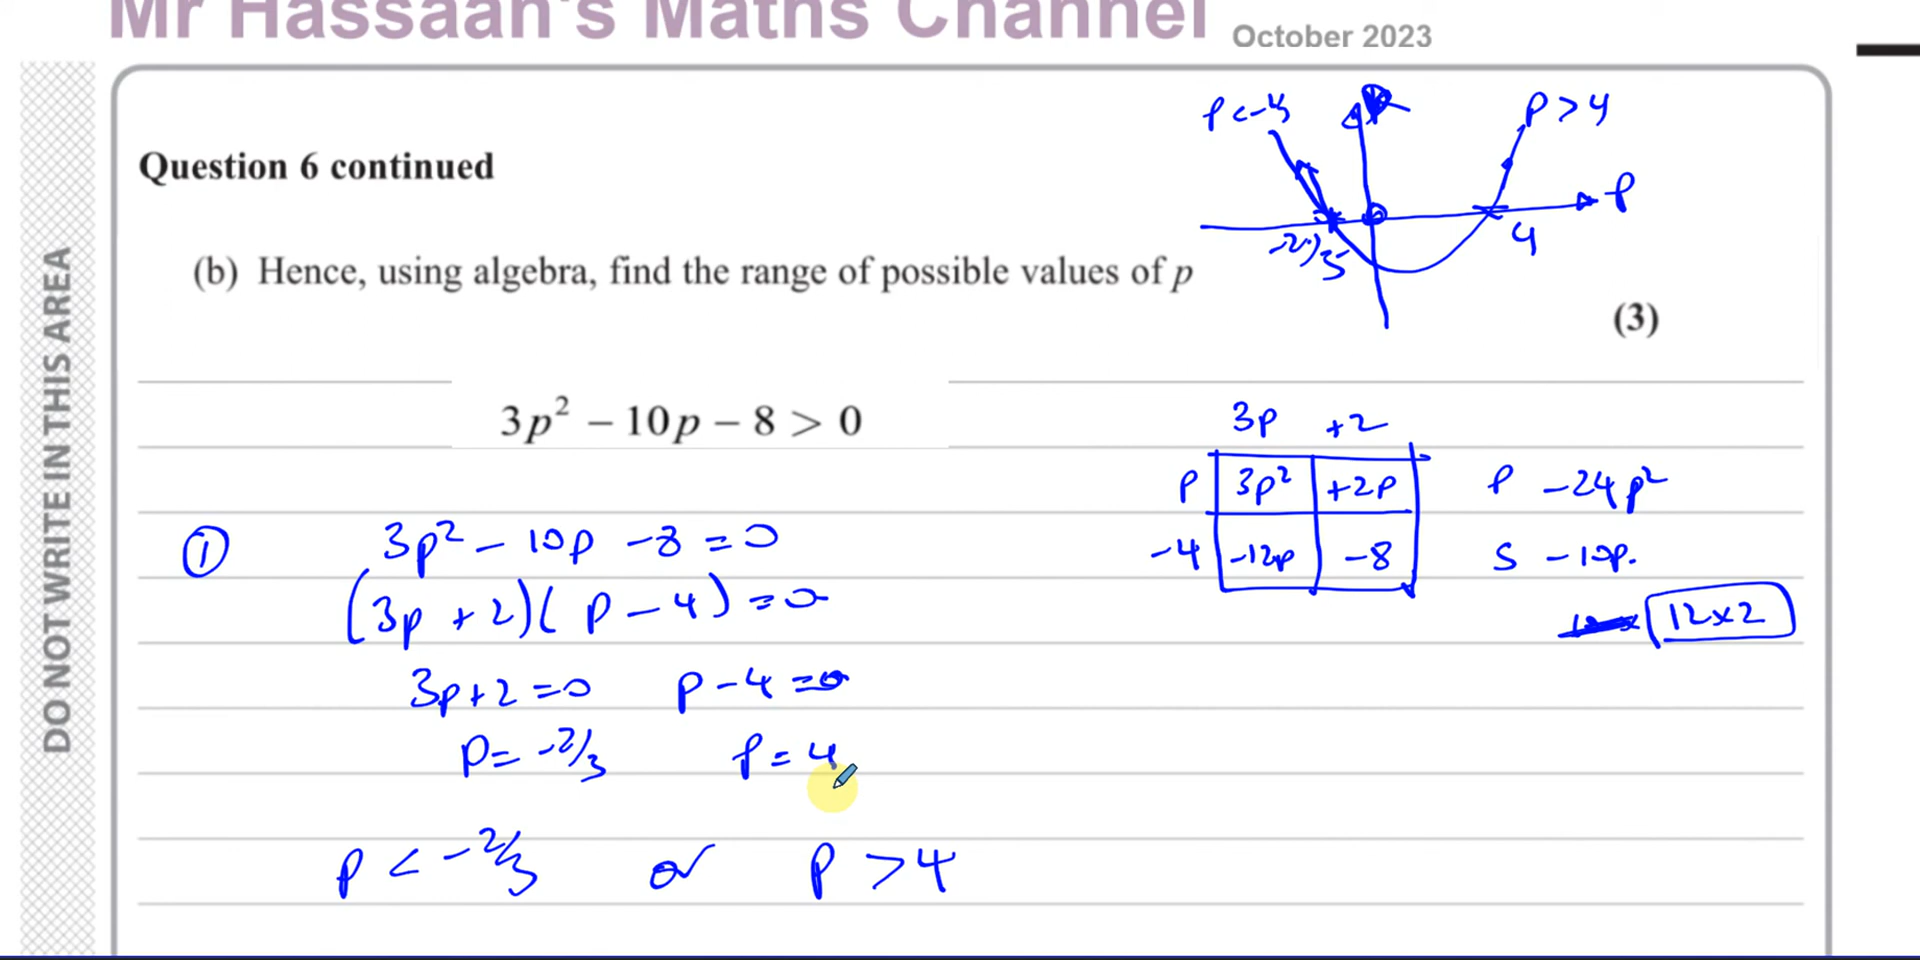 Mr Hassaan's Maths Channel
October 2023
DO NOT WRITE IN THIS AREA
Question 6 continued
P > 4
P
4
(b) Hence, using algebra, find the range of possible values of p
(3)
3p² − 10p − 8 > 0
3p +2
P 3p² +2p
-4 -12p -8
P -24p²
S -10p.
12×2
① 3p² - 10p - 8 = 0
(3p + 2)(p - 4) = 0
3p+2 = 0 p-4 = 0
p = -2/3 p = 4
p < -2/3 or p > 4